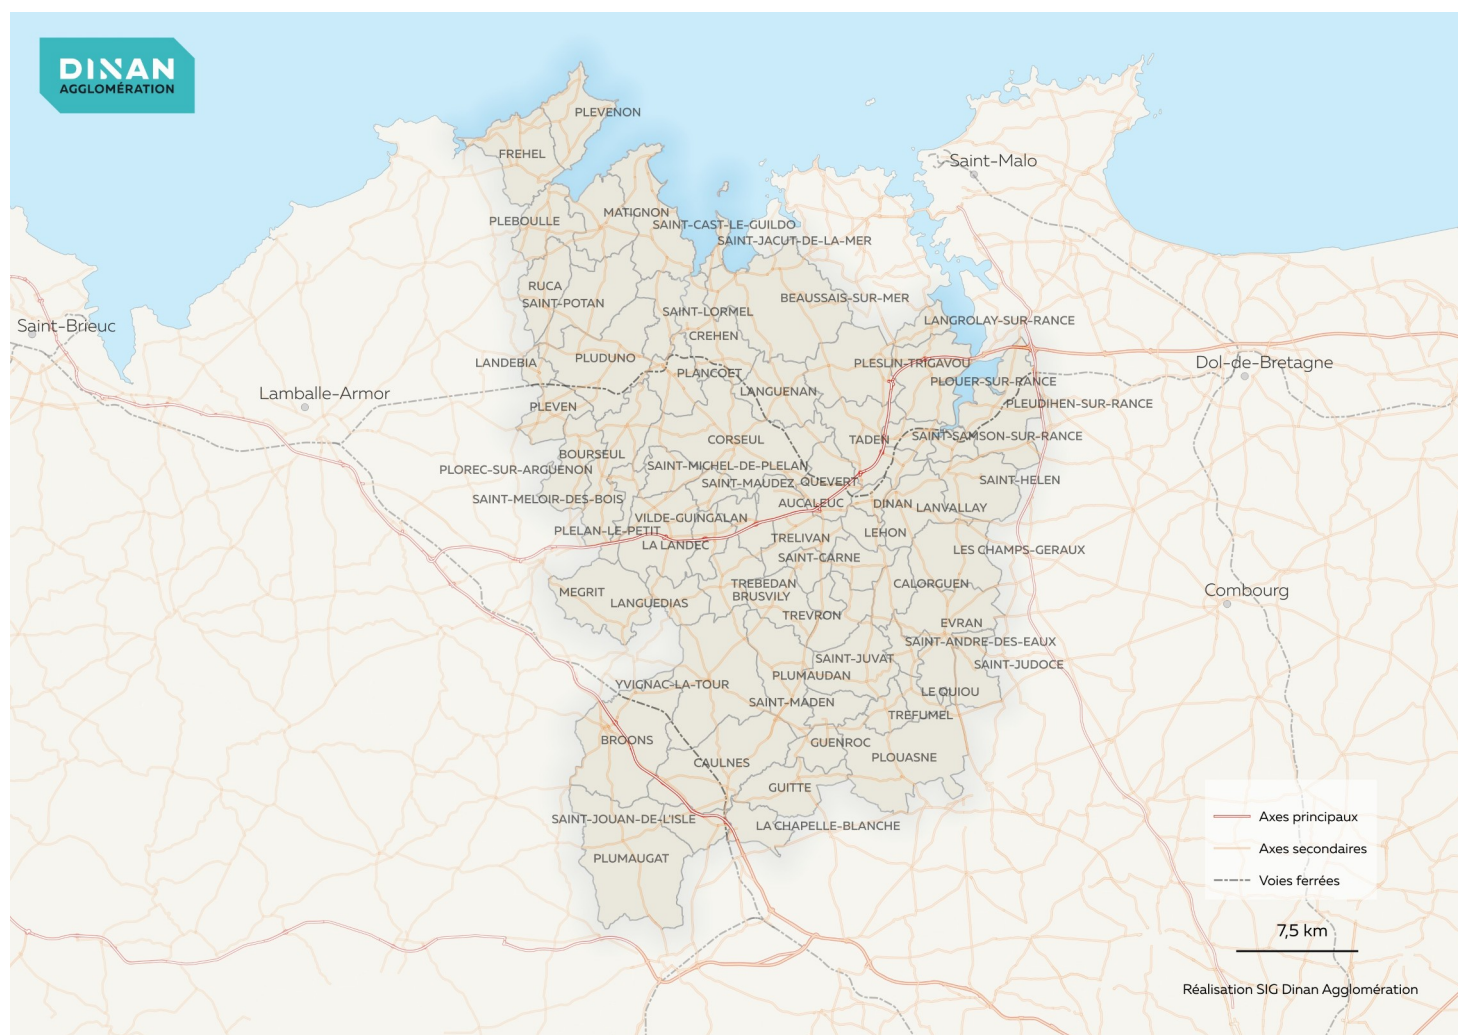 DINAN
AGGLOMÉRATION
PLEVENON
FREHEL
Saint-Malo
MATIGNON
PLEBOULLE
SAINT-CAST-LE-GUILDO
SAINT-JACUT-DE-LA-MER
RUCA
SAINT-POTAN
BEAUSSAIS-SUR-MER
SAINT-LORMEL
LANGROLAY-SUR-RANCE
Saint-Brieuc
CREHEN
PLUDUNO
LANDEBIA
PLESLIN-TRIGAVOU
Dol-de-Bretagne
PLANCOET
PLOUER-SUR-RANCE
Lamballe-Armor
LANGUENAN
PLEVEN
PLEUDIHEN-SUR-RANCE
CORSEUL
TADEN
SAINT-SAMSON-SUR-RANCE
BOURSEUL
PLOREC-SUR-ARGUENON
SAINT-MICHEL-DE-PLELAN
SAINT-MAUDEZ
QUEVERT
SAINT-HELEN
SAINT-MELOIR-DES-BOIS
AUCALEUC
DINAN
LANVALLAY
VILDE-GUINGALAN
PLELAN-LE-PETIT
LEHON
LA LANDEC
TRELIVAN
LES CHAMPS-GERAUX
SAINT-CARNE
TREBEDAN
CALORGUEN
MEGRIT
BRUSVILY
Combourg
LANGUEDIAS
TREVRON
EVRAN
SAINT-ANDRE-DES-EAUX
SAINT-JUVAT
SAINT-JUDOCE
PLUMAUDAN
YVIGNAC-LA-TOUR
LE QUIOU
SAINT-MADEN
TREFUMEL
BROONS
GUENROC
PLOUASNE
CAULNES
GUITTE
SAINT-JOUAN-DE-L'ISLE
LA CHAPELLE-BLANCHE
PLUMAUGAT
Axes principaux
Axes secondaires
Voies ferrées
7,5 km
Réalisation SIG Dinan Agglomération